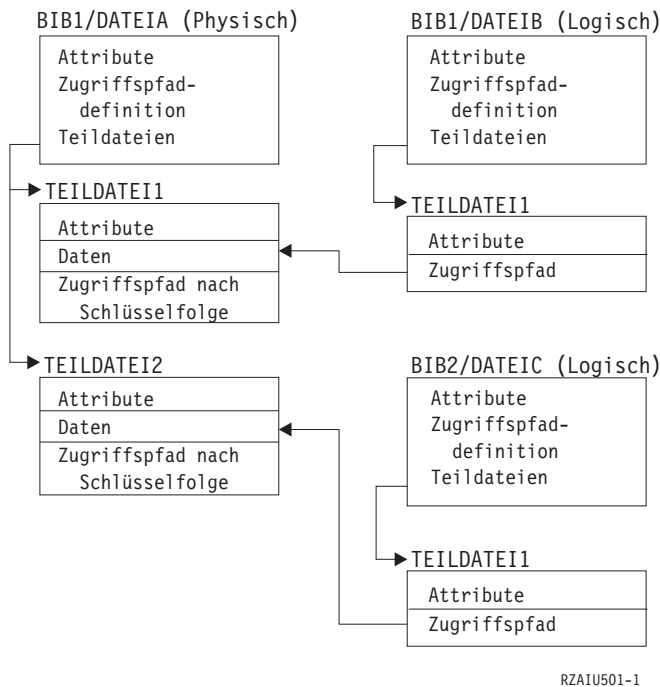 BIB1/DATEIA (Physisch)
Attribute
Zugriffspfad-
definition
Teildateien
TEILDATEI1
Attribute
Daten
Zugriffspfad nach
Schlüsselfolge
TEILDATEI2
Attribute
Daten
Zugriffspfad nach
Schlüsselfolge
BIB1/DATEIB (Logisch)
Attribute
Zugriffspfad-
definition
Teildateien
TEILDATEI1
Attribute
Zugriffspfad
BIB2/DATEIC (Logisch)
Attribute
Zugriffspfad-
definition
Teildateien
TEILDATEI1
Attribute
Zugriffspfad
RZAIU501-1